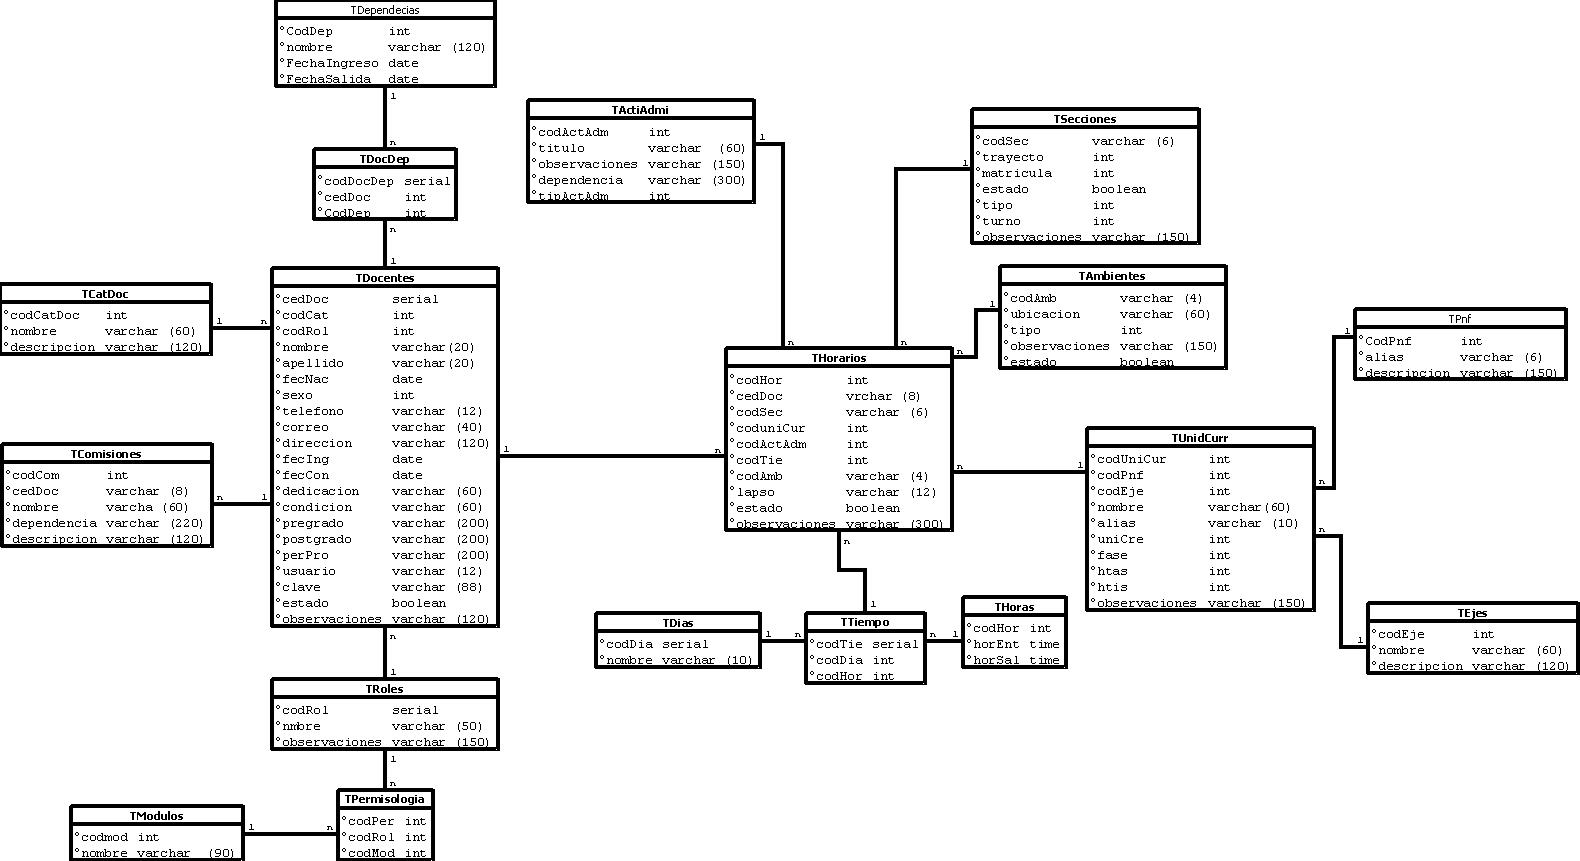 TDependecias
°CodDep int
°nombre varchar (120)
°FechaIngreso date
°FechaSalida date
1
n
TDocDep
°codDocDep serial
°cedDoc int
°CodDep int
n
1
TActiAdmi
°codActAdm int
°titulo varchar (60)
°observaciones varchar (150)
°dependencia varchar (300)
°tipActAdm int
1
n
TSecciones
°codSec varchar (6)
°trayecto int
°matricula int
°estado boolean
°tipo int
°turno int
°observaciones varchar (150)
1
n
TCatDoc
°codCatDoc int
°nombre varchar (60)
°descripcion varchar (120)
1 n
TDocentes
°cedDoc serial
°codCat int
°codRol int
°nombre varchar(20)
°apellido varchar(20)
°fecNac date
°sexo int
°telefono varchar (12)
°correo varchar (40)
°direccion varchar (120)
°fecIng date
°fecCon date
°dedicacion varchar (60)
°condicion varchar (60)
°pregrado varchar (200)
°postgrado varchar (200)
°perPro varchar (200)
°usuario varchar (12)
°clave varchar (88)
°estado boolean
°observaciones varchar (120)
1 n
TAmbientes
°codAmb varchar (4)
°ubicacion varchar (60)
°tipo int
°observaciones varchar (150)
°estado boolean
1
n
THorarios
°codHor int
°cedDoc vrchar (8)
°codSec varchar (6)
°coduniCur int
°codActAdm int
°codTie int
°codAmb varchar (4)
°lapso varchar (12)
°estado boolean
°observaciones varchar (300)
n 1
TPnf
°CodPnf int
°alias varchar (6)
°descripcion varchar (150)
1
n
TUnidCurr
°codUniCur int
°codPnf int
°codEje int
°nombre varchar(60)
°alias varchar (10)
°uniCre int
°fase int
°htas int
°htis int
°observaciones varchar (150)
n
1
TEjes
°codEje int
°nombre varchar (60)
°descripcion varchar (120)
TComisiones
°codCom int
°cedDoc varchar (8)
°nombre varcha (60)
°dependencia varchar (220)
°descripcion varchar (120)
n 1
n
1
TDias
°codDia serial
°nombre varchar (10)
1 n
TTiempo
°codTie serial
°codDia int
°codHor int
n 1
THoras
°codHor int
°horEnt time
°horSal time
n
1
TRoles
°codRol serial
°nmbre varchar (50)
°observaciones varchar (150)
1
n
TModulos
°codmod int
°nombre varchar (90)
1 n
TPermisologia
°codPer int
°codRol int
°codMod int